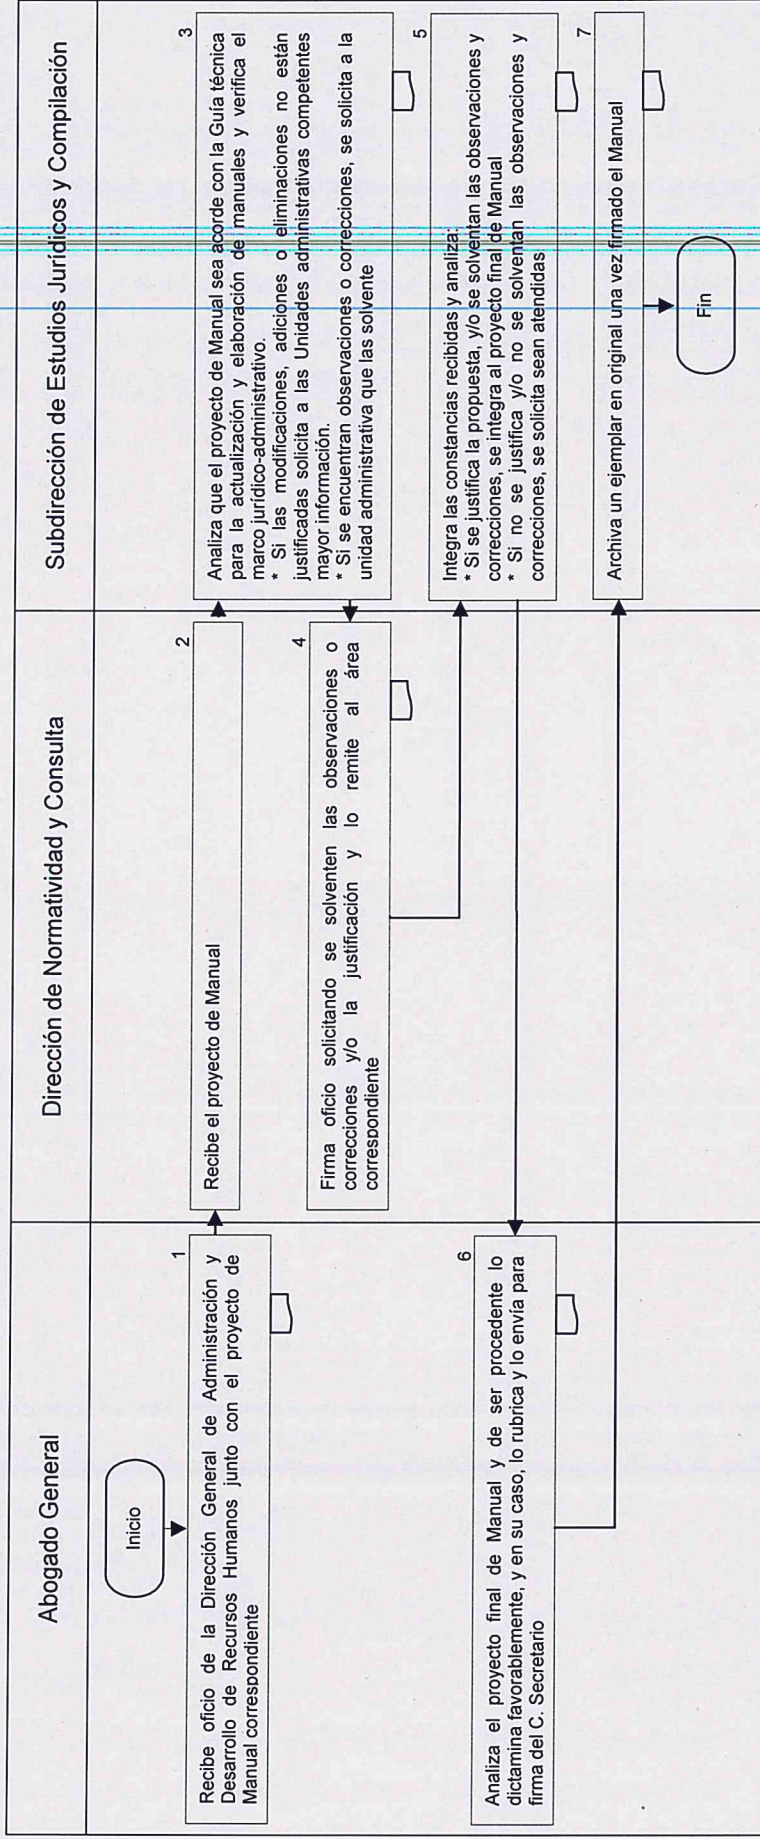 Abogado General
Dirección de Normatividad y Consulta
Subdirección de Estudios Jurídicos y Compilación
Inicio
1
Recibe oficio de la Dirección General de Administración y
Desarrollo de Recursos Humanos junto con el proyecto de
Manual correspondiente
2
Recibe el proyecto de Manual
3
Analiza que el proyecto de Manual sea acorde con la Guía técnica
para la actualización y elaboración de manuales y verifica el
marco jurídico-administrativo.
* Si las modificaciones, adiciones o eliminaciones no están
justificadas solicita a las Unidades administrativas competentes
mayor información.
* Si se encuentran observaciones o correcciones, se solicita a la
unidad administrativa que las solvente
4
Firma oficio solicitando se solventen las observaciones o
correcciones y/o la justificación y lo remite al área
correspondiente
5
Integra las constancias recibidas y analiza:
* Si se justifica la propuesta, y/o se solventan las observaciones y
correcciones, se integra al proyecto final de Manual
* Si no se justifica y/o no se solventan las observaciones y
correcciones, se solicita sean atendidas
6
Analiza el proyecto final de Manual y de ser procedente lo
dictamina favorablemente, y en su caso, lo rubrica y lo envía para
firma del C. Secretario
7
Archiva un ejemplar en original una vez firmado el Manual
Fin